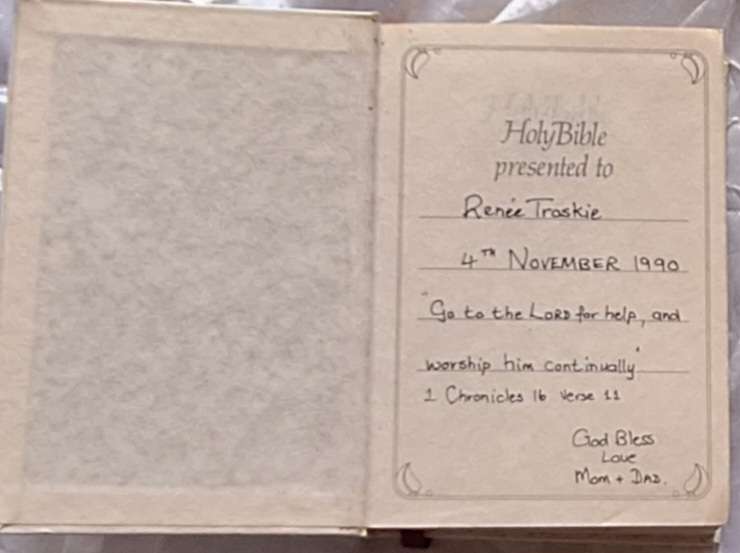 Holy Bible
presented to
Renée Troskie
4TH NOVEMBER 1990
"Go to the LORD for help, and
worship him continually"
1 Chronicles 16 verse 11
God Bless
Love
Mom + DAD.